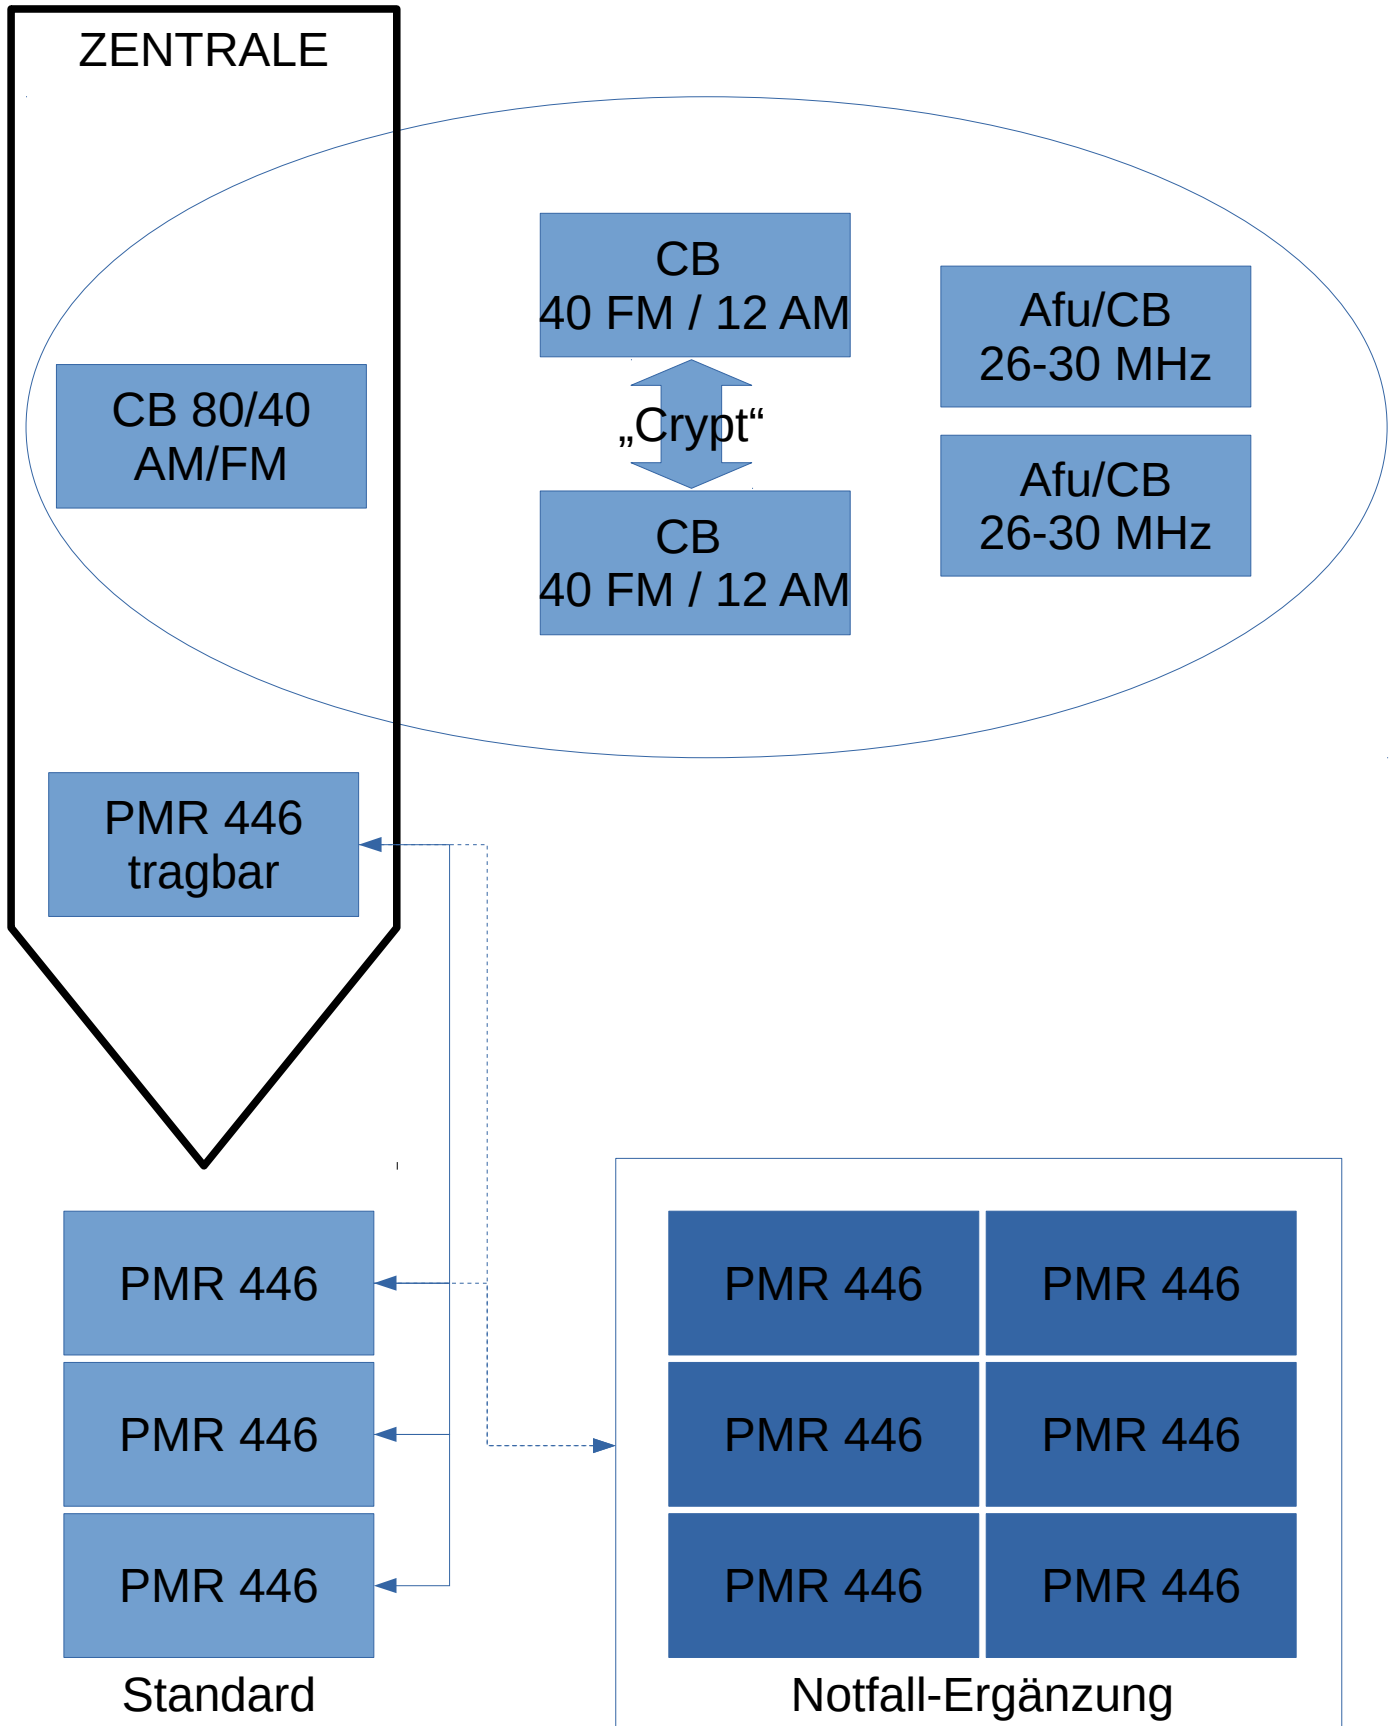 ZENTRALE
CB
40 FM / 12 AM
Afu/CB
26-30 MHz
CB 80/40
AM/FM
„Crypt“
Afu/CB
26-30 MHz
CB
40 FM / 12 AM
PMR 446
tragbar
PMR 446
PMR 446
PMR 446
Standard
PMR 446
PMR 446
PMR 446
PMR 446
PMR 446
PMR 446
Notfall-Ergänzung